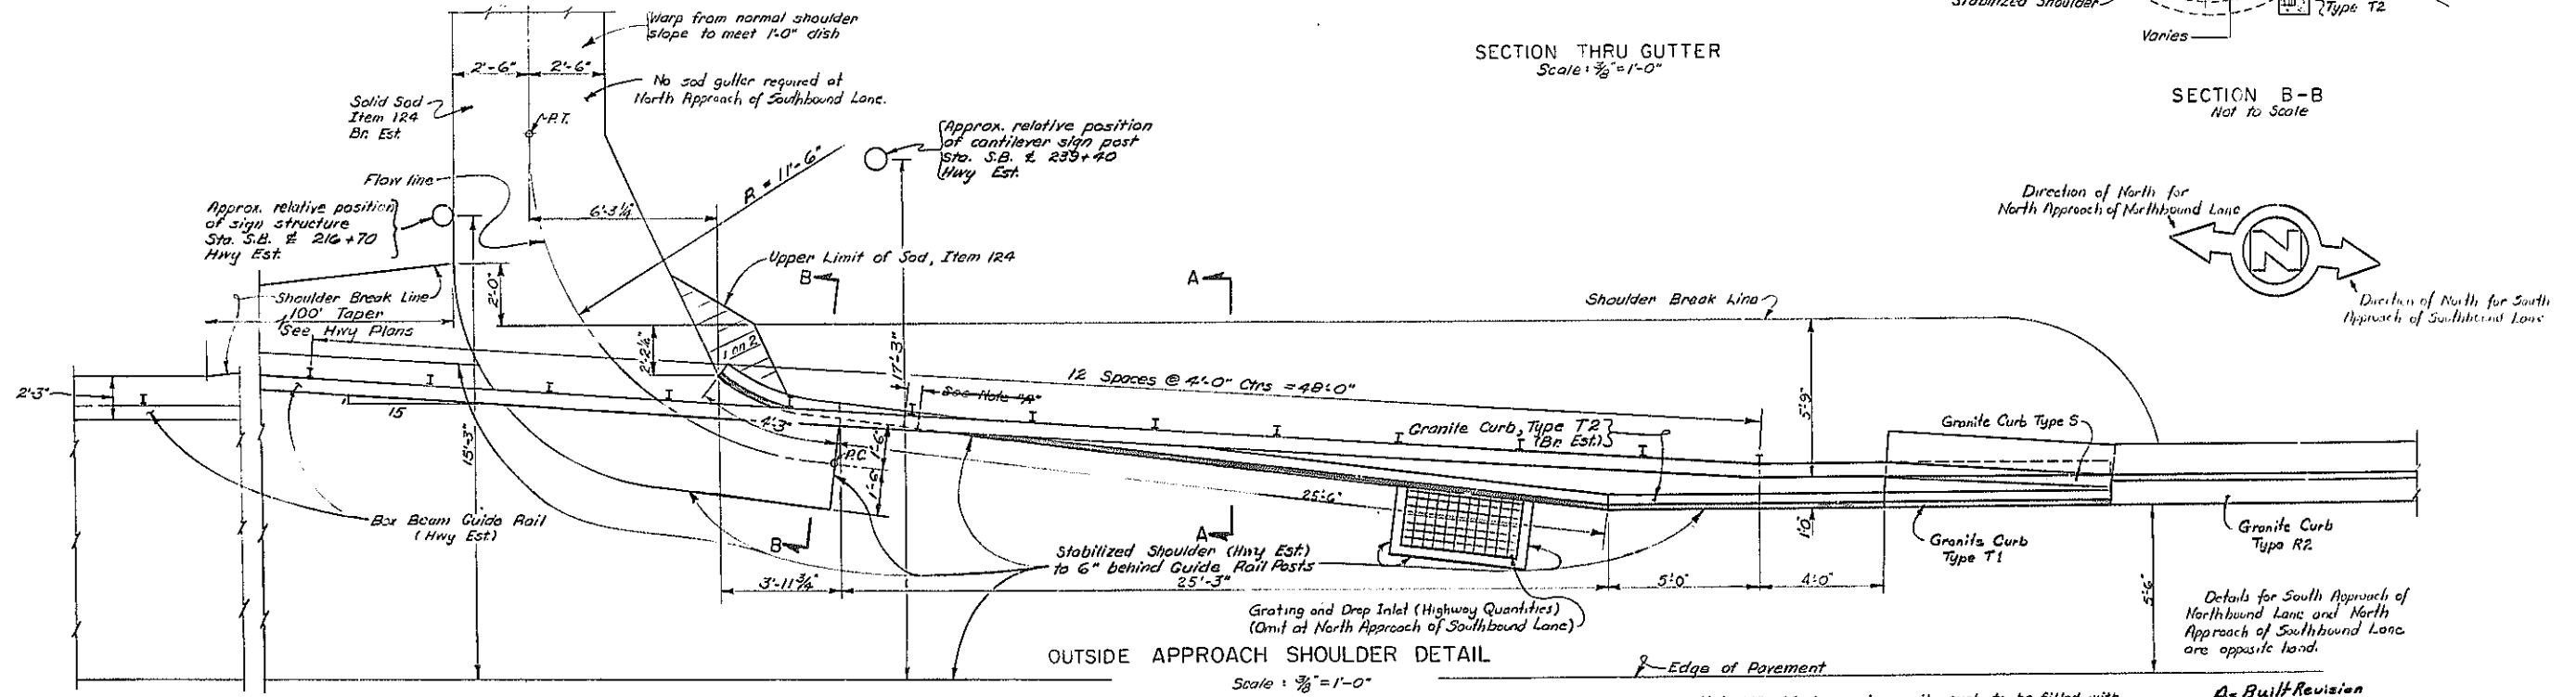 Warp from normal shoulder
slope to meet 1'-0" dish
2'-6"
2'-6"
No sod gutter required at
North Approach of Southbound Lane.
Solid Sod
Item 124
Br. Est.
P.T.
Flow line
Approx. relative position
of sign structure
Sta. S.B. ℄ 216+70
Hwy Est.
Approx. relative position
of cantilever sign post
Sta. S.B. ℄ 239+40
Hwy Est.
R = 11'-6"
6'-3¼"
SECTION THRU GUTTER
Scale: ⅜"=1'-0"
Stabilized Shoulder
Type T2
Varies
SECTION B-B
Not to Scale
Direction of North for
North Approach of Northbound Lane
N
Direction of North for South
Approach of Southbound Lane
Upper Limit of Sod, Item 124
B
A
Shoulder Break Line
Shoulder Break Line
100' Taper
See Hwy Plans
2'-0"
2'-2¼"
1 on 2
17'-3"
12 Spaces @ 4'-0" Ctrs = 48'-0"
See Note "A"
2'-3"
15
1
15'-3"
4'-3"
P.C.
1'-6"
1'-6"
Granite Curb, Type T2
(Br. Est.)
5'-9"
Granite Curb Type S
25'-6"
1'-0"
Box Beam Guide Rail
(Hwy Est)
B
A
Stabilized Shoulder (Hwy Est.)
to 6" behind Guide Rail Posts
3'-11¾"
25'-3"
5'-0"
4'-0"
Granite Curb
Type T1
Granite Curb
Type R2
5'-6"
Grating and Drop Inlet (Highway Quantities)
(Omit at North Approach of Southbound Lane)
Details for South Approach of
Northbound Lane and North
Approach of Southbound Lane
are opposite hand.
OUTSIDE APPROACH SHOULDER DETAIL
Scale: ⅜"=1'-0"
Edge of Pavement
to be filled with
As Built Revision